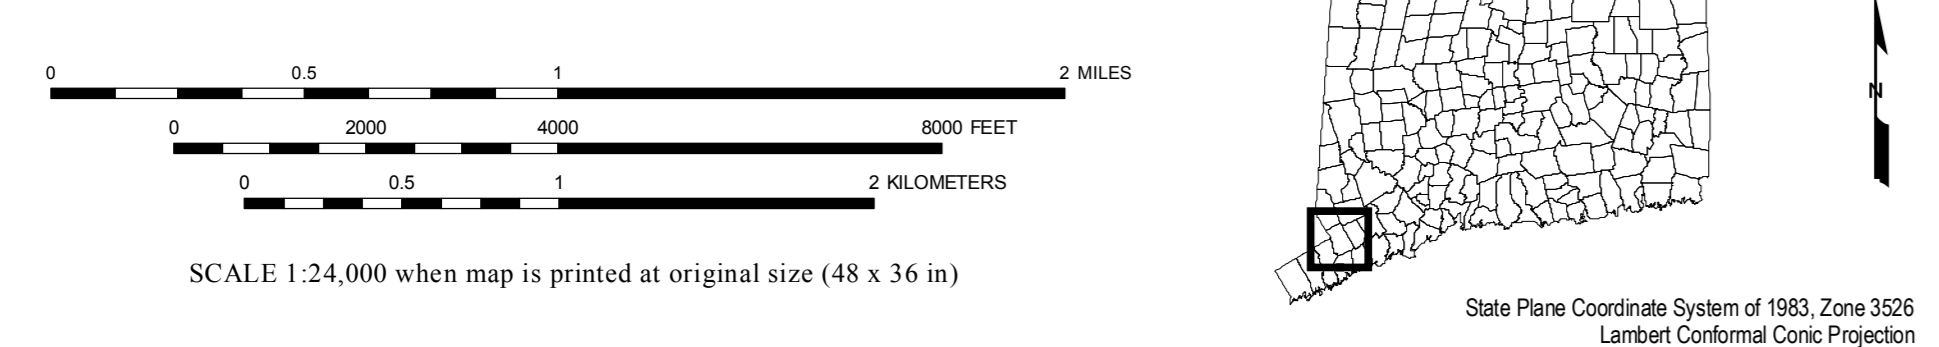 0 0.5 1 2 MILES
0 2000 4000 8000 FEET
0 0.5 1 2 KILOMETERS
SCALE 1:24,000 when map is printed at original size (48 x 36 in)
N
State Plane Coordinate System of 1983, Zone 3526
Lambert Conformal Conic Projection